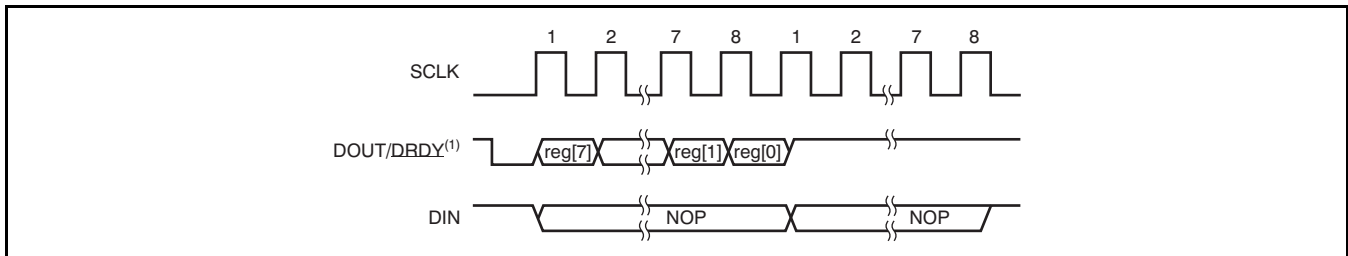 1 2 7 8 1 2 7 8
SCLK
DOUT/DRDY(1) reg[7] reg[1] reg[0]
DIN NOP NOP